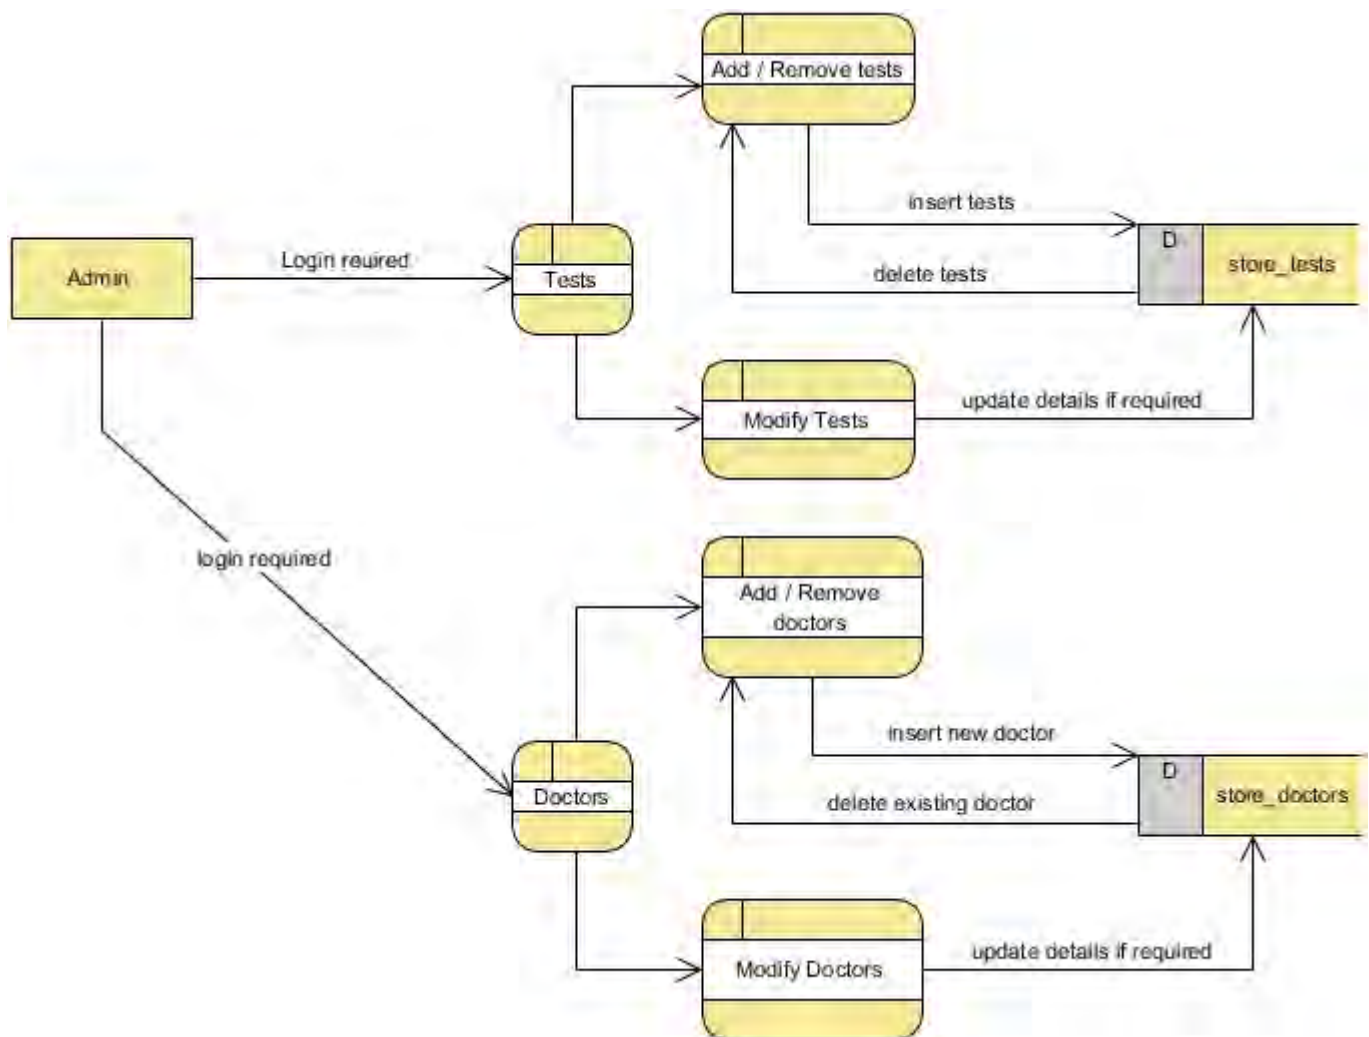 Add / Remove tests
insert tests
D
store_tests
delete tests
Admin
Login reuired
Tests
Modify Tests
update details if required
login required
Add / Remove
doctors
insert new doctor
D
store_doctors
delete existing doctor
Doctors
Modify Doctors
update details if required